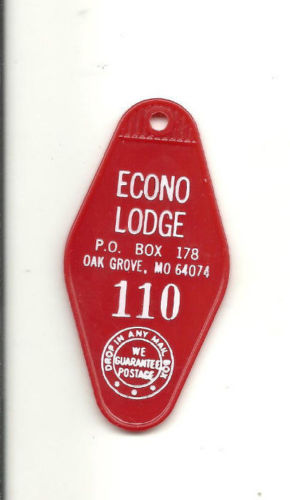 ECONO
LODGE
P.O. BOX 178
OAK GROVE, MO 64074
110
DROP IN ANY MAIL BOX
WE
GUARANTEE
POSTAGE